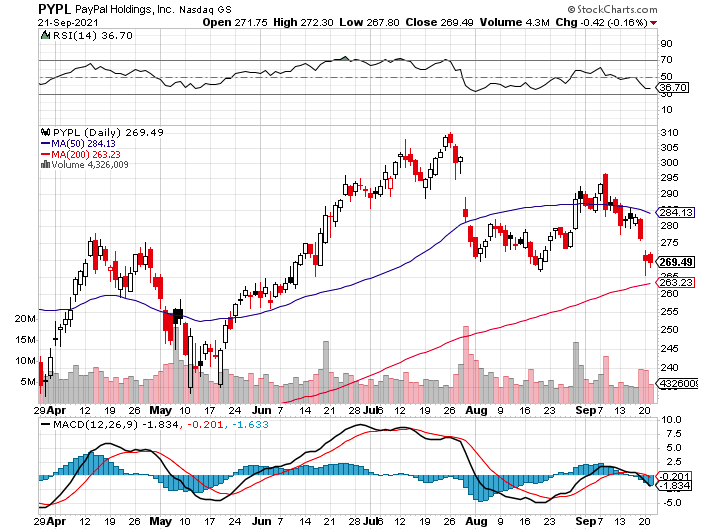 PYPL PayPal Holdings, Inc. Nasdaq GS © StockCharts.com
21-Sep-2021 Open 271.75 High 272.30 Low 267.80 Close 269.49 Volume 4.3M Chg -0.42 (-0.16%)
RSI(14) 36.70
90
70
50
36.70
30
10
PYPL (Daily) 269.49
MA(50) 284.13
MA(200) 263.23
Volume 4,326,009
310
305
300
295
290
285
284.13
280
275
269.49
265
263.23
260
255
250
245
240
4326009
20M
15M
10M
5M
29 Apr 12 19 26 May 10 17 24 Jun 7 14 21 28 Jul 6 12 19 26 Aug 9 16 23 Sep 7 13 20
MACD(12,26,9) -1.834, -0.201, -1.633
10.0
7.5
5.0
2.5
-0.201
-1.834
-5.0
29 Apr 12 19 26 May 10 17 24 Jun 7 14 21 28 Jul 6 12 19 26 Aug 9 16 23 Sep 7 13 20